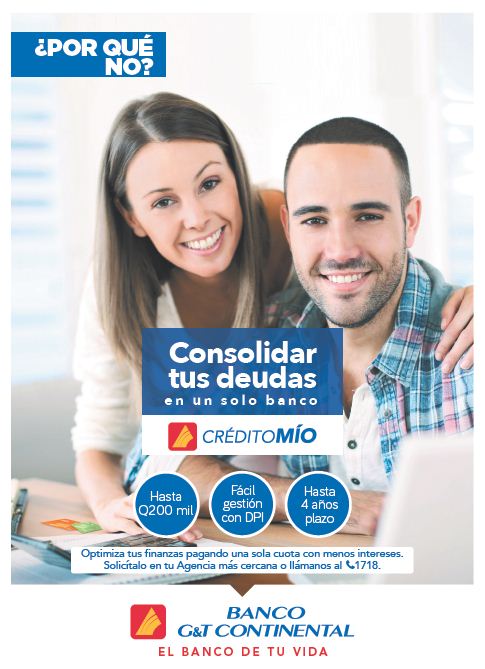 ¿POR QUÉ
NO?
Consolidar
tus deudas
en un solo banco
CRÉDITOMÍO
Hasta
Q200 mil
Fácil
gestión
con DPI
Hasta
4 años
plazo
Optimiza tus finanzas pagando una sola cuota con menos intereses.
Solicítalo en tu Agencia más cercana o llámanos al 1718.
BANCO
G&T CONTINENTAL
EL BANCO DE TU VIDA